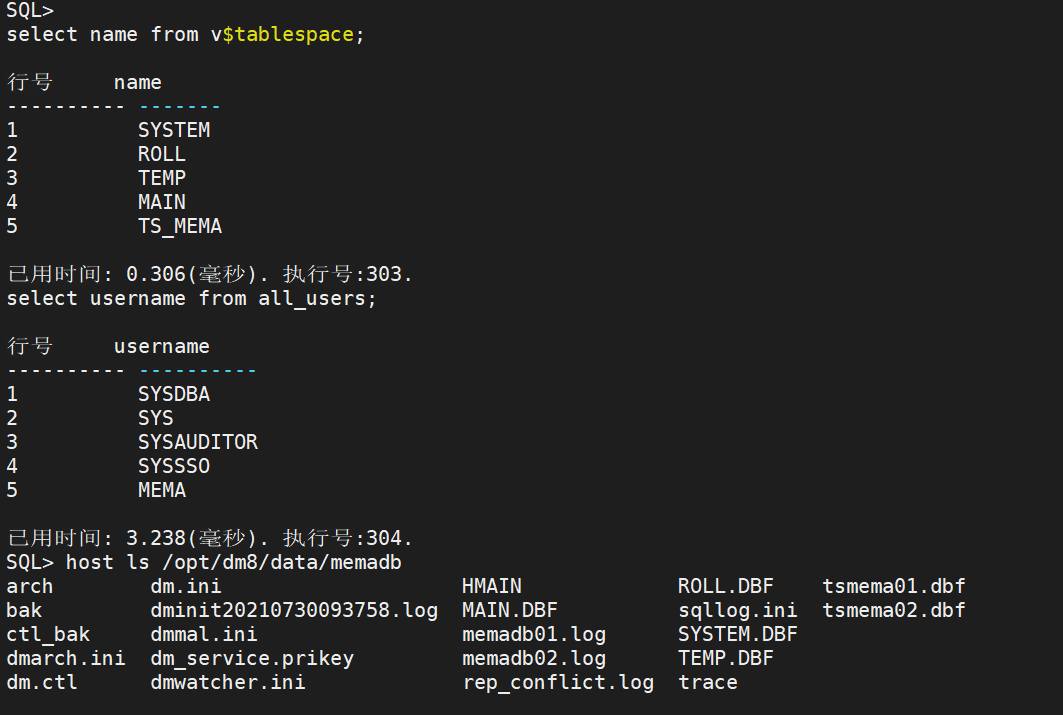 SQL>
select name from v$tablespace;
行号     name
---------- -------
1          SYSTEM
2          ROLL
3          TEMP
4          MAIN
5          TS_MEMA
已用时间: 0.306(毫秒). 执行号:303.
select username from all_users;
行号     username
---------- ----------
1          SYSDBA
2          SYS
3          SYSAUDITOR
4          SYSSSO
5          MEMA
已用时间: 3.238(毫秒). 执行号:304.
SQL> host ls /opt/dm8/data/memadb
arch        dm.ini                    HMAIN             ROLL.DBF    tsmema01.dbf
bak         dminit20210730093758.log  MAIN.DBF          sqllog.ini  tsmema02.dbf
ctl_bak     dmmal.ini                 memadb01.log      SYSTEM.DBF
dmarch.ini  dm_service.prikey         memadb02.log      TEMP.DBF
dm.ctl      dmwatcher.ini             rep_conflict.log  trace